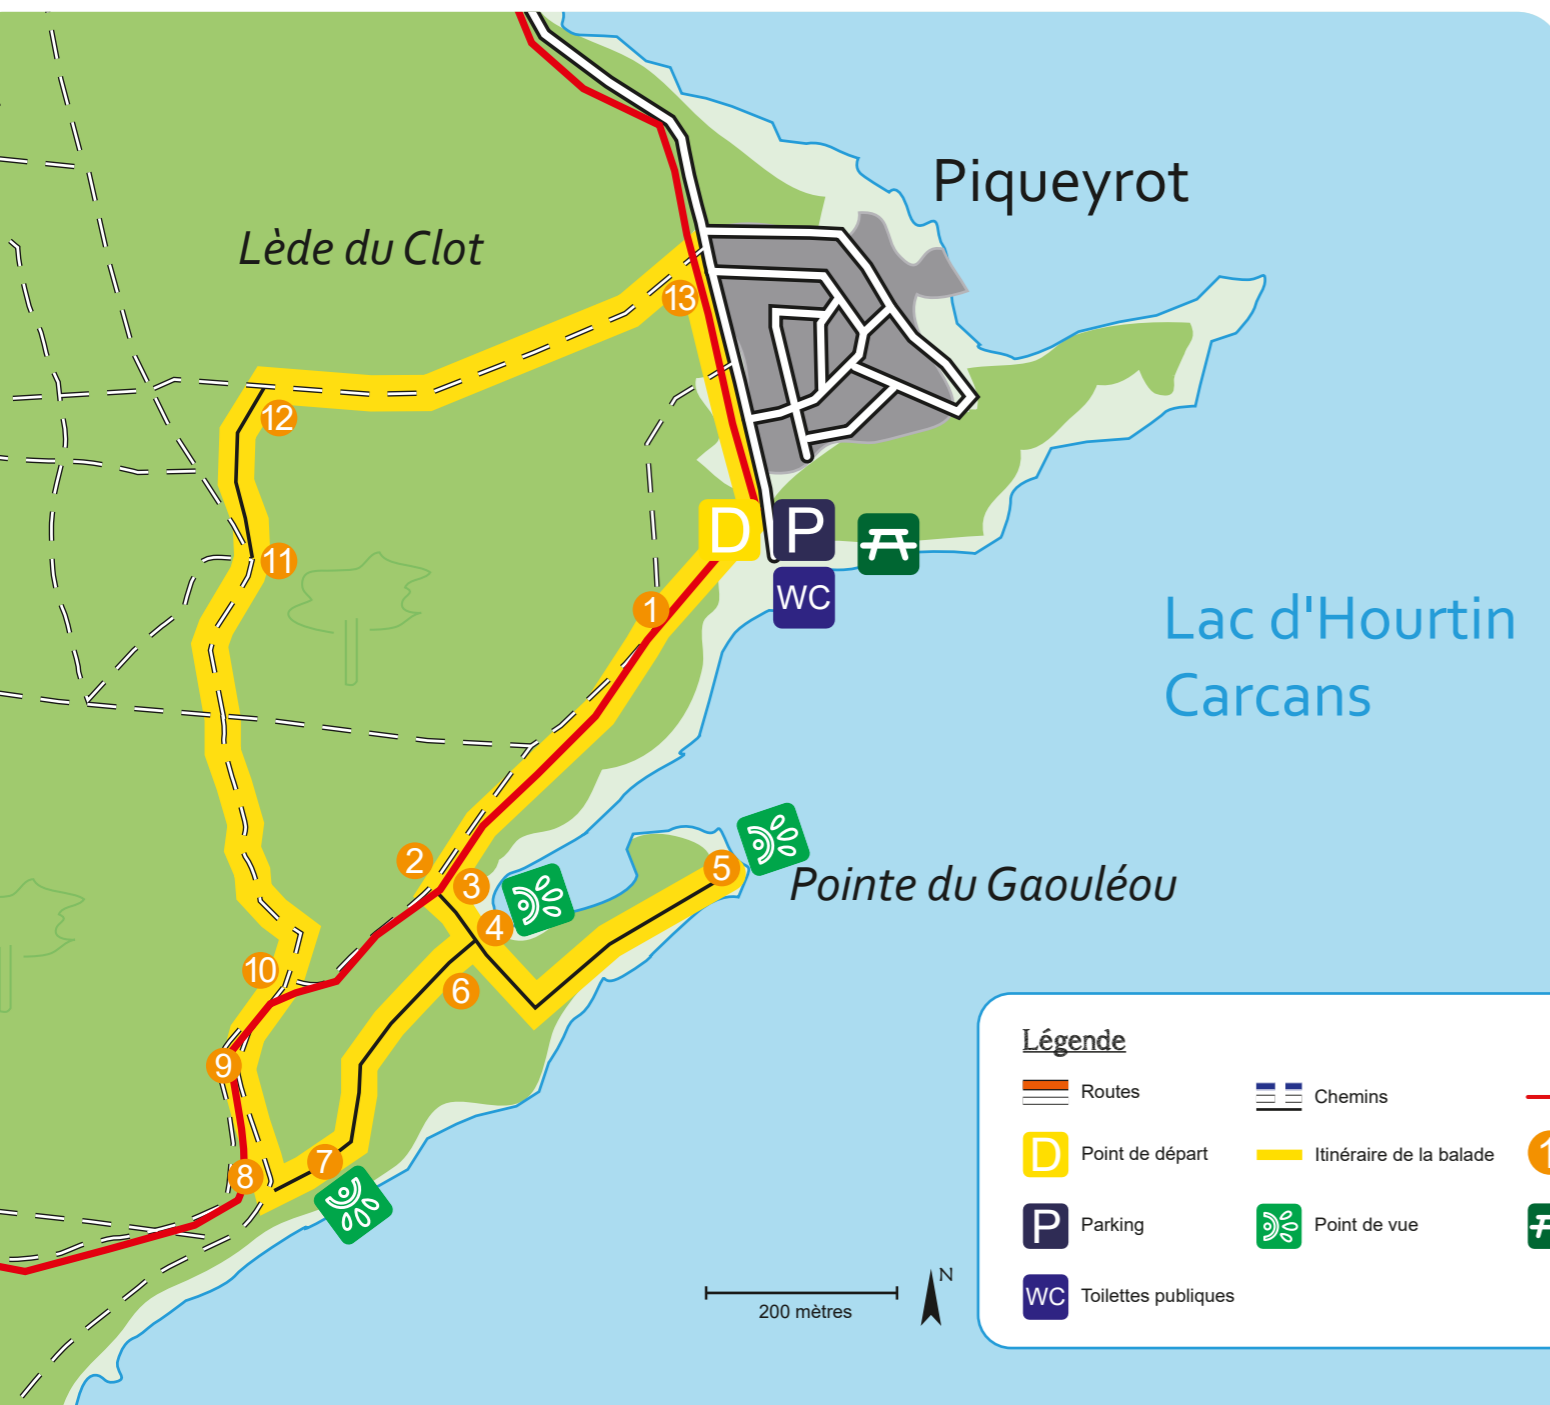 Piqueyrot
Lède du Clot
13
12
D
P
11
WC
1
Lac d'Hourtin
Carcans
2
3
5
Pointe du Gaouléou
4
10
6
9
7
8
Légende
Routes
Chemins
D
Point de départ
Itinéraire de la balade
1
P
Parking
Point de vue
WC
Toilettes publiques
N
200 mètres